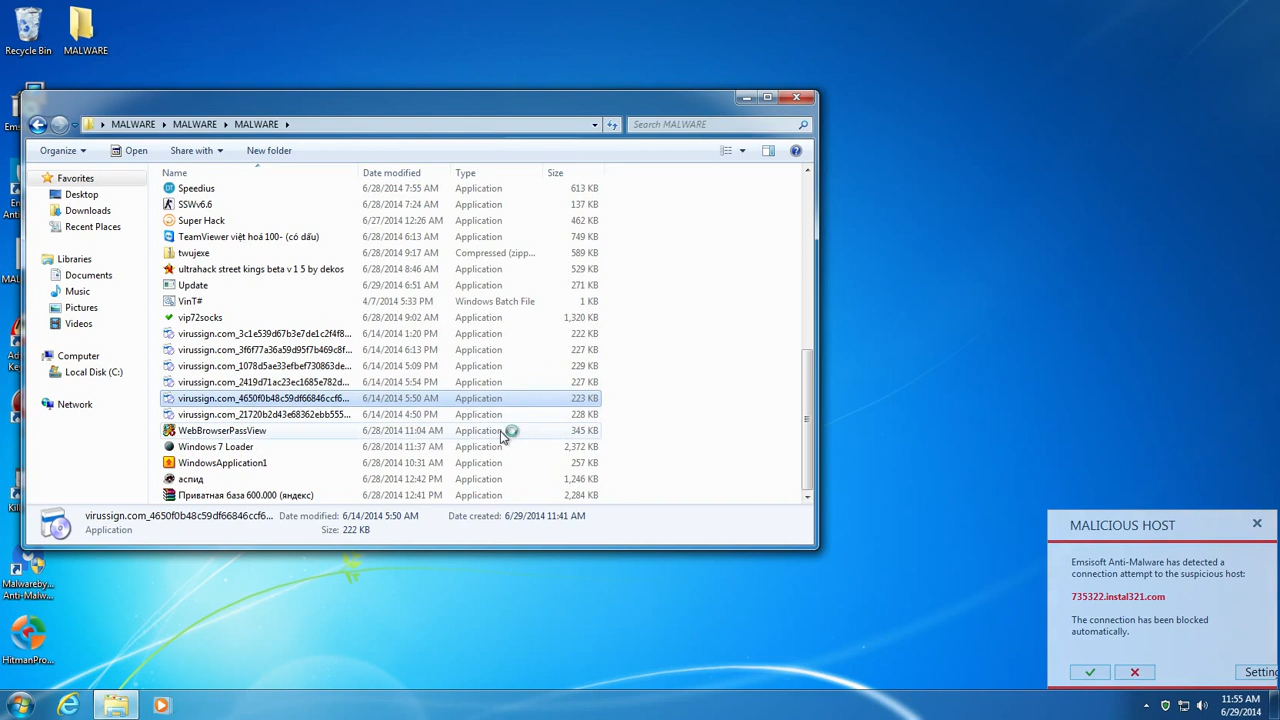 Recycle Bin
MALWARE
MALWARE MALWARE MALWARE
Search MALWARE
Organize Open Share with New folder
Favorites
Desktop
Downloads
Recent Places
Libraries
Documents
Music
Pictures
Videos
Computer
Local Disk (C:)
Network
Name Date modified Type Size
Speedius 6/28/2014 7:55 AM Application 613 KB
SSWv6.6 6/28/2014 7:24 AM Application 137 KB
Super Hack 6/27/2014 12:26 AM Application 462 KB
TeamViewer việt hoá 100- (có dấu) 6/28/2014 6:13 AM Application 749 KB
twujexe 6/28/2014 9:17 AM Compressed (zipp... 589 KB
ultrahack street kings beta v 1 5 by dekos 6/28/2014 8:46 AM Application 529 KB
Update 6/28/2014 6:21 AM Application 271 KB
VinT# 4/7/2014 5:33 PM Windows Batch File 1 KB
vip72socks 6/28/2014 9:02 AM Application 1,320 KB
virussign.com_3c1e539d67b3e7de1c2f4f8... 6/14/2014 1:20 PM Application 222 KB
virussign.com_3f6f77a36a59d95f7b469c8f... 6/14/2014 6:13 PM Application 227 KB
virussign.com_1078d5ae33efbef730863de... 6/14/2014 5:09 PM Application 229 KB
virussign.com_2419d71ac23ec1685e782d... 6/14/2014 5:54 PM Application 227 KB
virussign.com_4650f0b48c59df66846ccf6... 6/14/2014 5:50 AM Application 223 KB
virussign.com_21720b2d43e68362ebb555... 6/14/2014 4:50 PM Application 228 KB
WebBrowserPassView 6/28/2014 11:04 AM Application 345 KB
Windows 7 Loader 6/28/2014 11:37 AM Application 2,372 KB
WindowsApplication1 6/28/2014 10:31 AM Application 257 KB
аспид 6/28/2014 12:42 PM Application 1,246 KB
Приватная база 600.000 (яндекс) 6/28/2014 12:41 PM Application 2,284 KB
virussign.com_4650f0b48c59df66846ccf6... Date modified: 6/14/2014 5:50 AM Date created: 6/29/2014 11:41 AM
Application Size: 222 KB
Malwareby...
Anti-Malw...
HitmanPro...
MALICIOUS HOST
Emsisoft Anti-Malware has detected a
connection attempt to the suspicious host:
735322.instal321.com
The connection has been blocked
automatically.
Setting
11:55 AM
6/29/2014